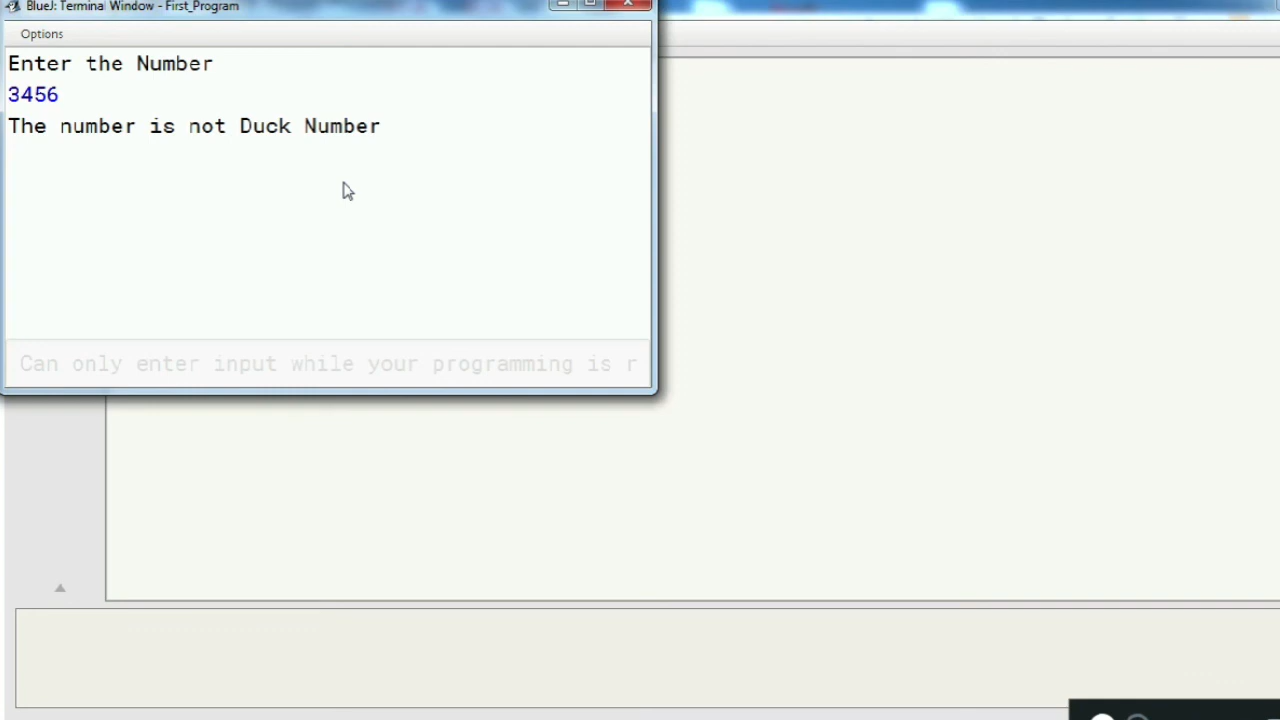 BlueJ: Terminal Window - First_Program
Options
Enter the Number
3456
The number is not Duck Number
Can only enter input while your programming is r